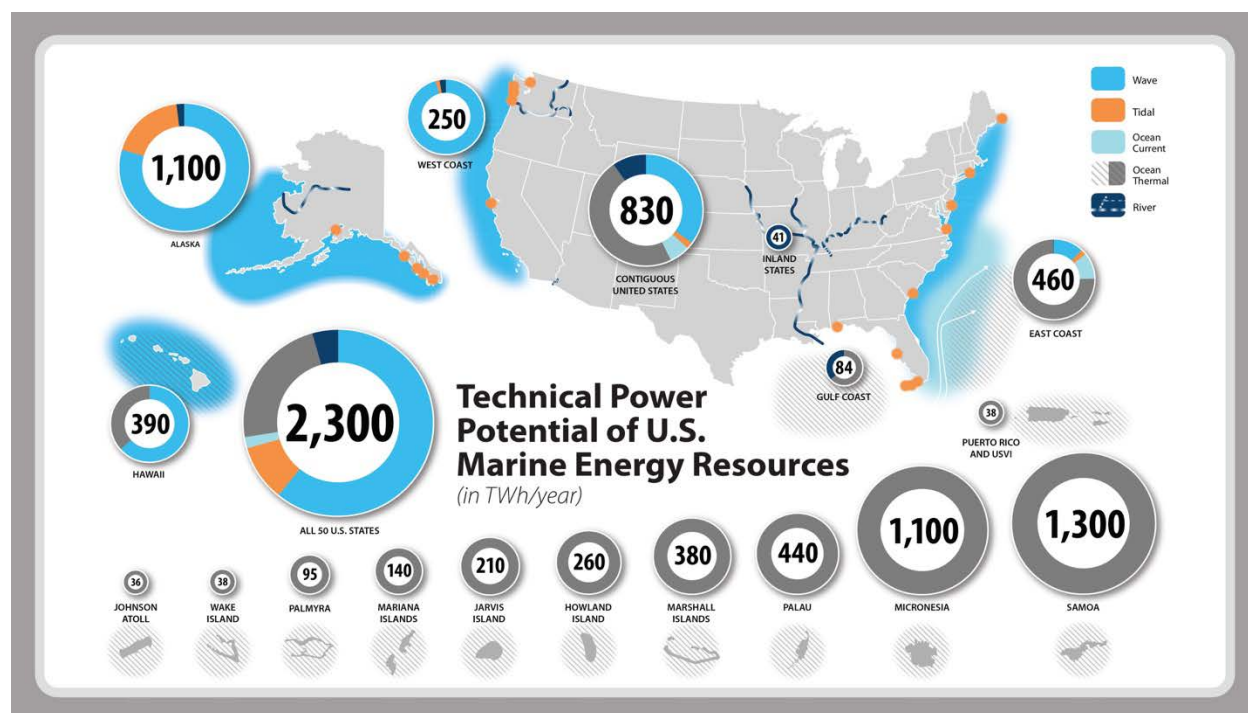 1,100
ALASKA
250
WEST COAST
830
CONTIGUOUS
UNITED STATES
41
INLAND
STATES
Wave
Tidal
Ocean
Current
Ocean
Thermal
River
460
EAST COAST
84
GULF COAST
390
HAWAII
2,300
ALL 50 U.S. STATES
Technical Power
Potential of U.S.
Marine Energy Resources
(in TWh/year)
38
PUERTO RICO
AND USVI
36
JOHNSON
ATOLL
38
WAKE
ISLAND
95
PALMYRA
140
MARIANA
ISLANDS
210
JARVIS
ISLAND
260
HOWLAND
ISLAND
380
MARSHALL
ISLANDS
440
PALAU
1,100
MICRONESIA
1,300
SAMOA